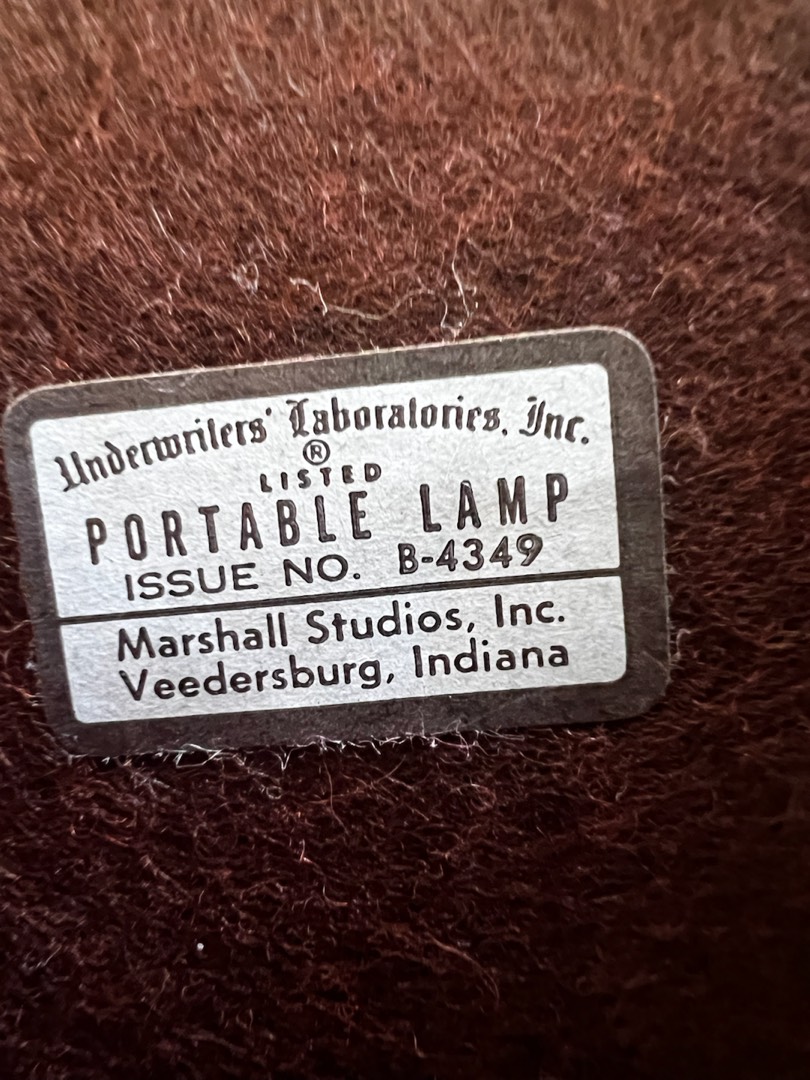 Underwriters' Laboratories, Inc.
®
LISTED
PORTABLE LAMP
ISSUE NO. B-4349
Marshall Studios, Inc.
Veedersburg, Indiana